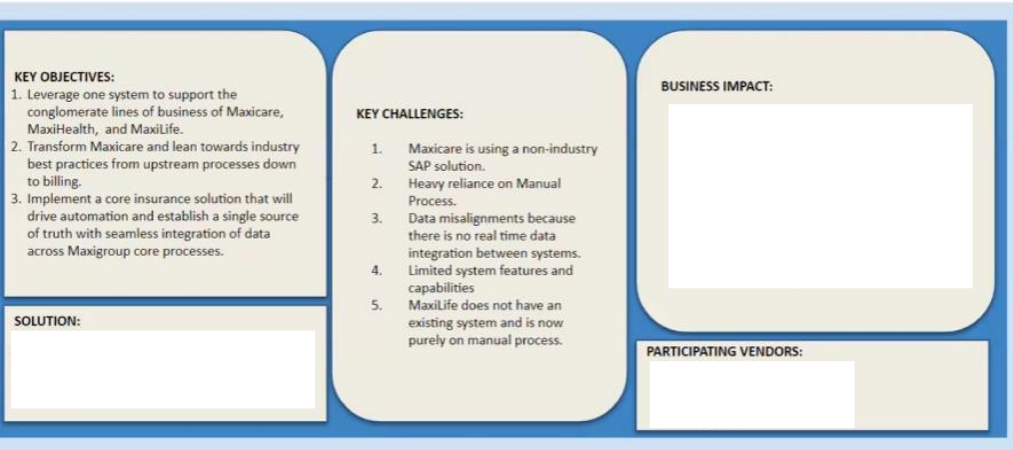 KEY OBJECTIVES:
1. Leverage one system to support the
conglomerate lines of business of Maxicare,
MaxiHealth, and MaxiLife.
2. Transform Maxicare and lean towards industry
best practices from upstream processes down
to billing.
3. Implement a core insurance solution that will
drive automation and establish a single source
of truth with seamless integration of data
across Maxigroup core processes.
SOLUTION:
KEY CHALLENGES:
1. Maxicare is using a non-industry
SAP solution.
2. Heavy reliance on Manual
Process.
3. Data misalignments because
there is no real time data
integration between systems.
4. Limited system features and
capabilities
5. MaxiLife does not have an
existing system and is now
purely on manual process.
BUSINESS IMPACT:
PARTICIPATING VENDORS: